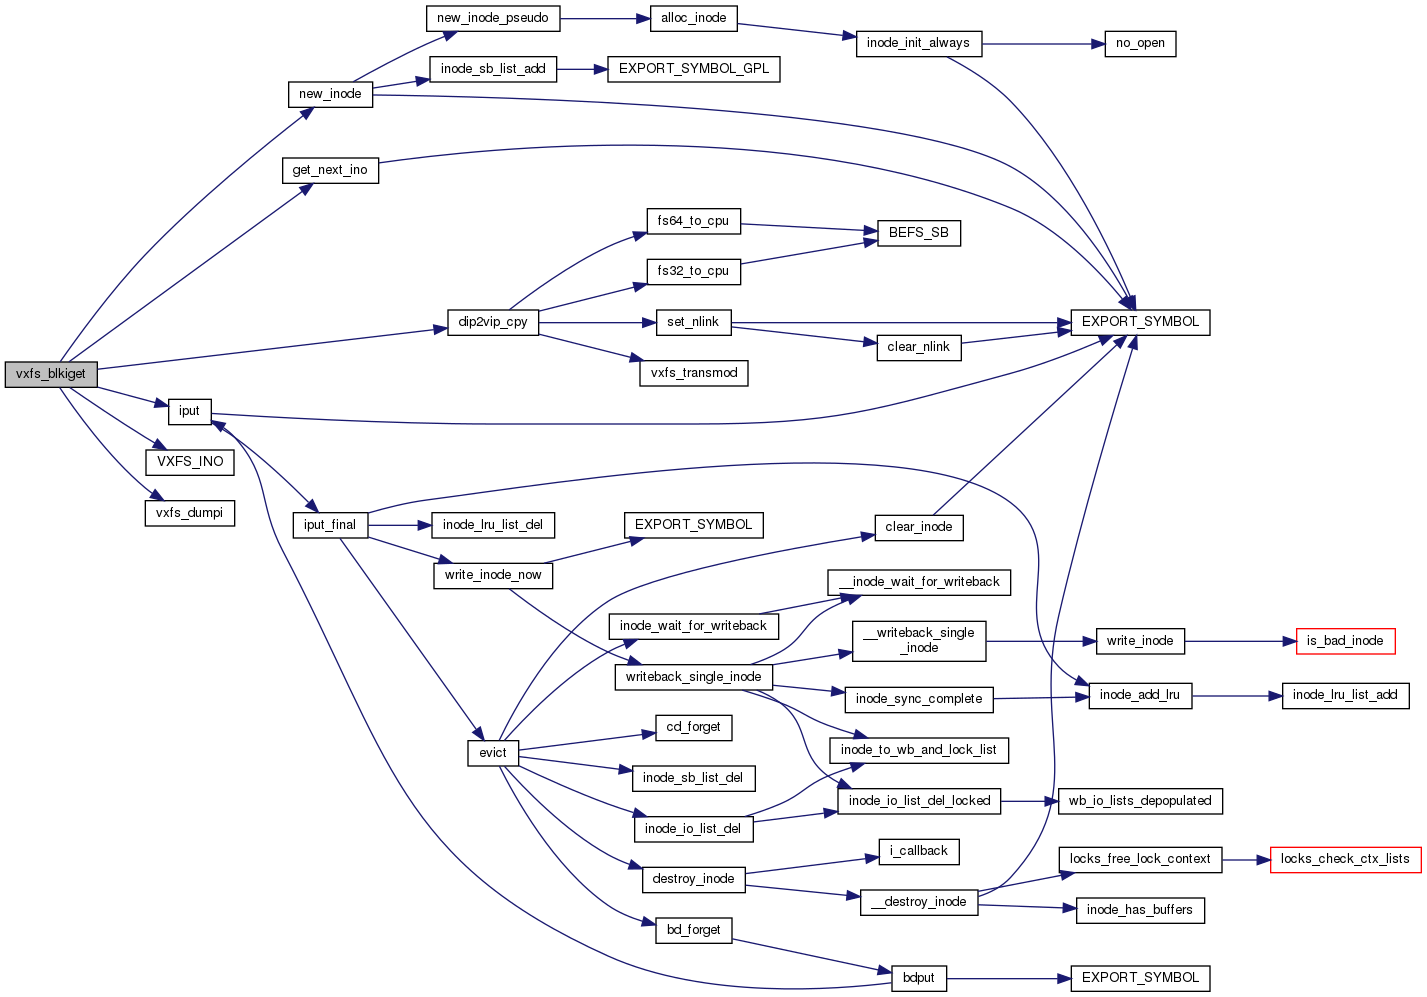 new_inode_pseudo
alloc_inode
inode_init_always
no_open
inode_sb_list_add
EXPORT_SYMBOL_GPL
new_inode
get_next_ino
fs64_to_cpu
BEFS_SB
fs32_to_cpu
dip2vip_cpy
set_nlink
EXPORT_SYMBOL
clear_nlink
vxfs_transmod
vxfs_blkiget
iput
VXFS_INO
vxfs_dumpi
iput_final
inode_lru_list_del
EXPORT_SYMBOL
clear_inode
write_inode_now
__inode_wait_for_writeback
inode_wait_for_writeback
__writeback_single
_inode
write_inode
is_bad_inode
writeback_single_inode
inode_sync_complete
inode_add_lru
inode_lru_list_add
cd_forget
evict
inode_to_wb_and_lock_list
inode_sb_list_del
inode_io_list_del_locked
wb_io_lists_depopulated
inode_io_list_del
i_callback
locks_free_lock_context
locks_check_ctx_lists
destroy_inode
__destroy_inode
inode_has_buffers
bd_forget
bdput
EXPORT_SYMBOL